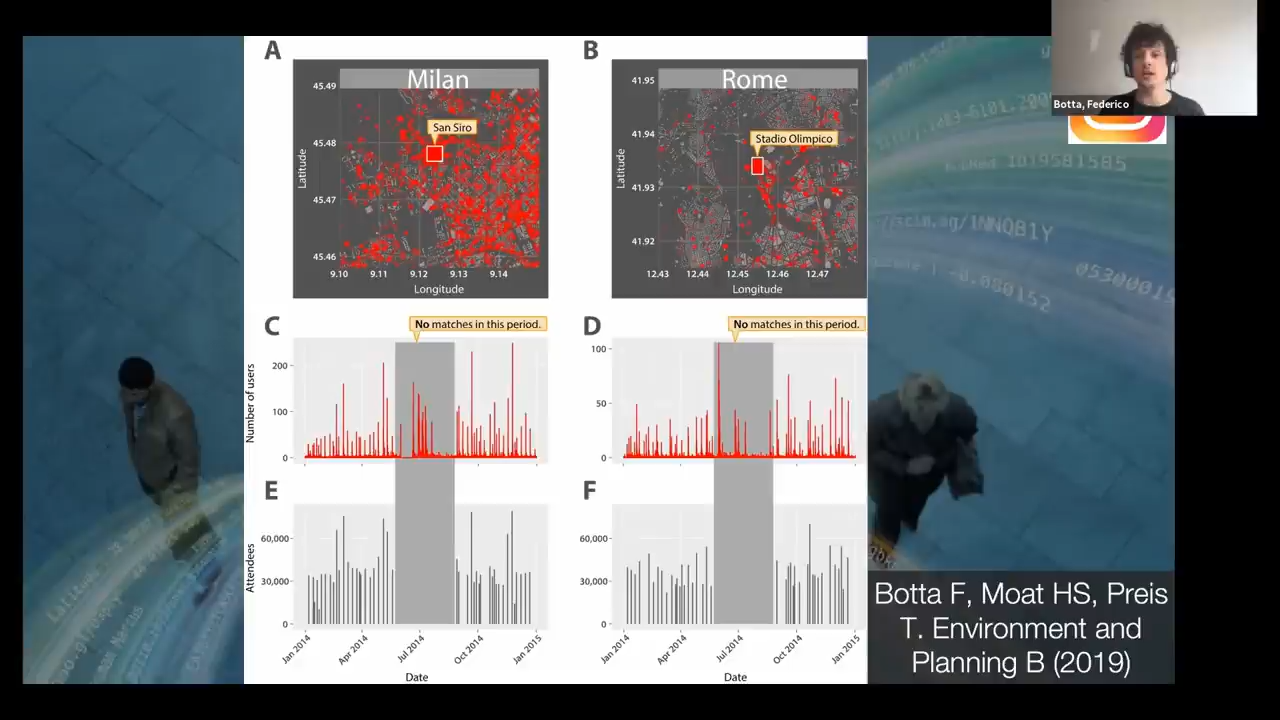 A
B
Milan
Rome
San Siro
Stadio Olimpico
45.49
45.48
45.47
45.46
Latitude
9.10
9.11
9.12
9.13
9.14
Longitude
41.95
41.94
41.93
41.92
Latitude
12.43
12.44
12.45
12.46
12.47
Longitude
Botta, Federico
C
No matches in this period.
D
No matches in this period.
Number of users
200
100
0
100
50
0
E
F
Attendees
60,000
30,000
0
60,000
30,000
0
Jan 2014
Apr 2014
Jul 2014
Oct 2014
Jan 2015
Date
Jan 2014
Apr 2014
Jul 2014
Oct 2014
Jan 2015
Date
Botta F, Moat HS, Preis
T. Environment and
Planning B (2019)